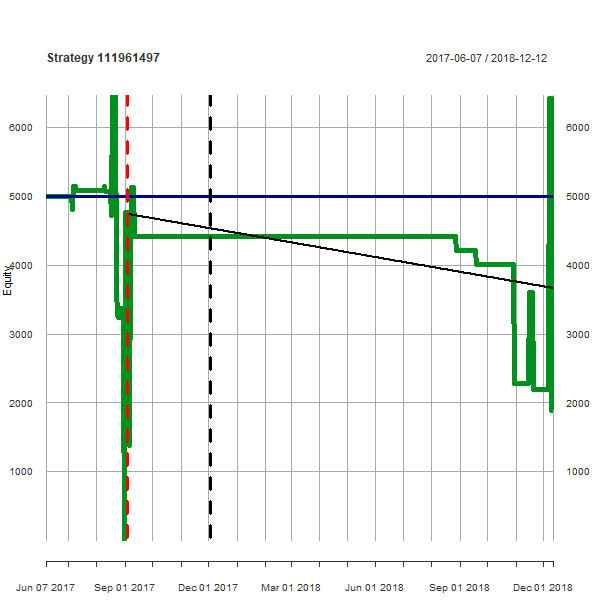 Strategy 111961497
2017-06-07 / 2018-12-12
6000
6000
5000
5000
4000
4000
3000
3000
2000
2000
1000
1000
Equity
Jun 07 2017
Sep 01 2017
Dec 01 2017
Mar 01 2018
Jun 01 2018
Sep 01 2018
Dec 01 2018